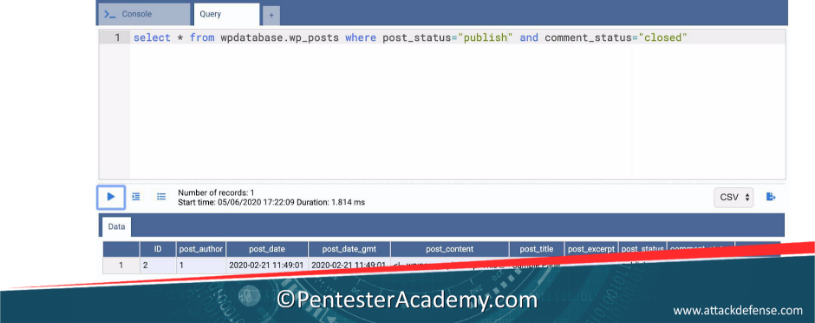 >_ Console Query +
1 select * from wpdatabase.wp_posts where post_status="publish" and comment_status="closed"
Number of records: 1
Start time: 05/06/2020 17:22:09 Duration: 1.814 ms
CSV
Data
ID post_author post_date post_date_gmt post_content post_title post_excerpt post_status
1 2 1 2020-02-21 11:49:01 2020-02-21 11:49:01
©PentesterAcademy.com
www.attackdefense.com